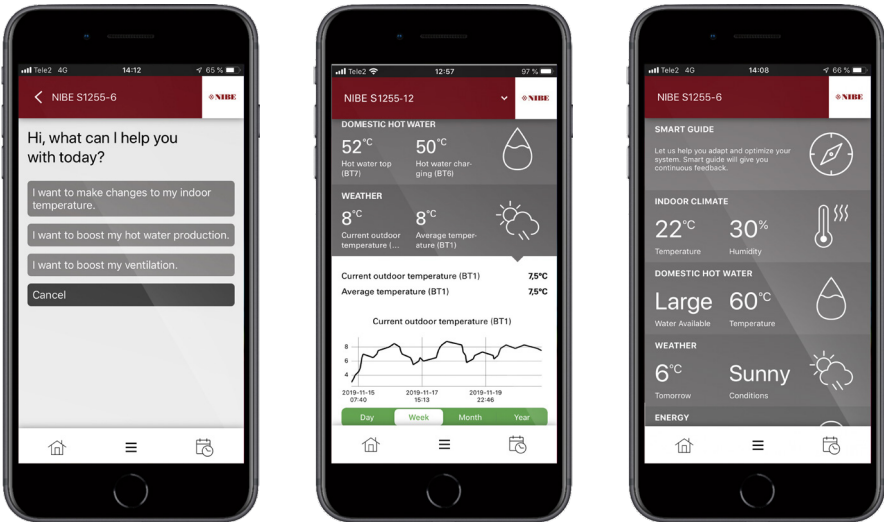 Tele2 4G 14:12 65 %
NIBE S1255-6
NIBE
Hi, what can I help you
with today?
I want to make changes to my indoor
temperature.
I want to boost my hot water production.
I want to boost my ventilation.
Cancel
Tele2 12:57 97 %
NIBE S1255-12
NIBE
DOMESTIC HOT WATER
52°C 50°C
Hot water top Hot water char-
(BT7) ging (BT6)
WEATHER
8°C 8°C
Current outdoor Average temper-
temperature (... ature (BT1)
Current outdoor temperature (BT1) 7,5°C
Average temperature (BT1) 7,5°C
Current outdoor temperature (BT1)
8
6
4
2019-11-15 2019-11-17 2019-11-19
07:40 15:13 22:46
Day Week Month Year
Tele2 4G 14:08 66 %
NIBE S1255-6
NIBE
SMART GUIDE
Let us help you adapt and optimize your
system. Smart guide will give you
continuous feedback.
INDOOR CLIMATE
22°C 30%
Temperature Humidity
DOMESTIC HOT WATER
Large 60°C
Water Available Temperature
WEATHER
6°C Sunny
Tomorrow Conditions
ENERGY